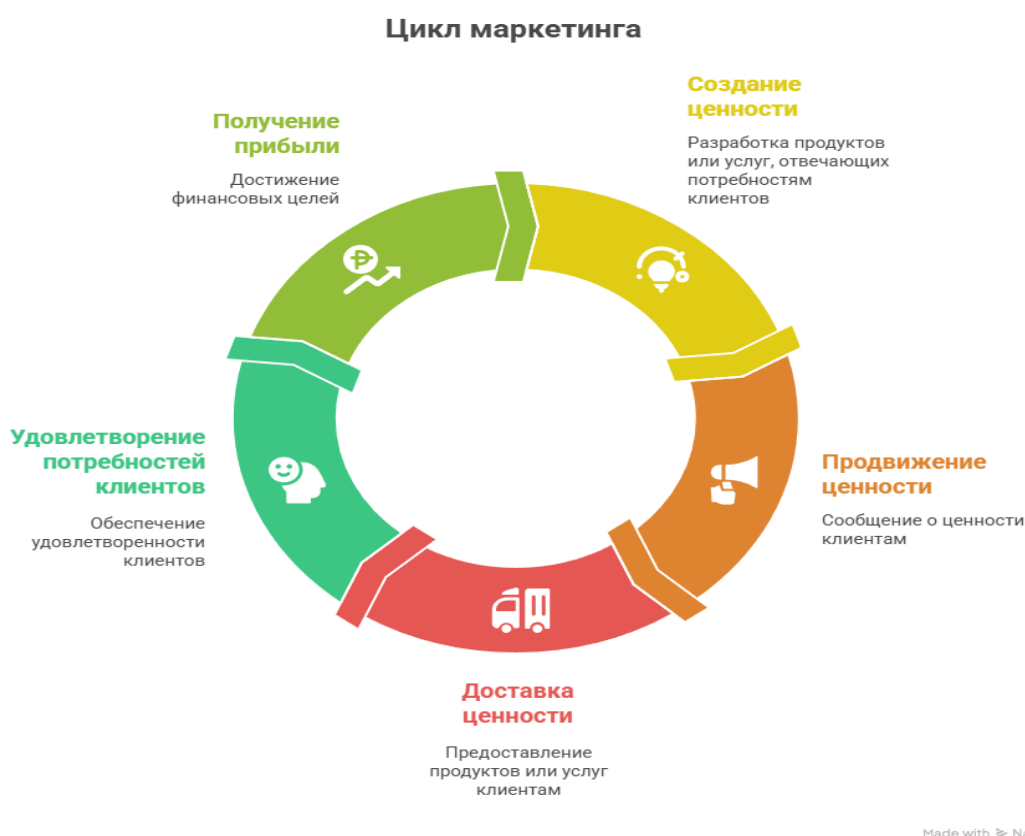 Цикл маркетинга
Создание
ценности
Разработка продуктов
или услуг, отвечающих
потребностям
клиентов
Продвижение
ценности
Сообщение о ценности
клиентам
Доставка
ценности
Предоставление
продуктов или услуг
клиентам
Удовлетворение
потребностей
клиентов
Обеспечение
удовлетворенности
клиентов
Получение
прибыли
Достижение
финансовых целей
Made with